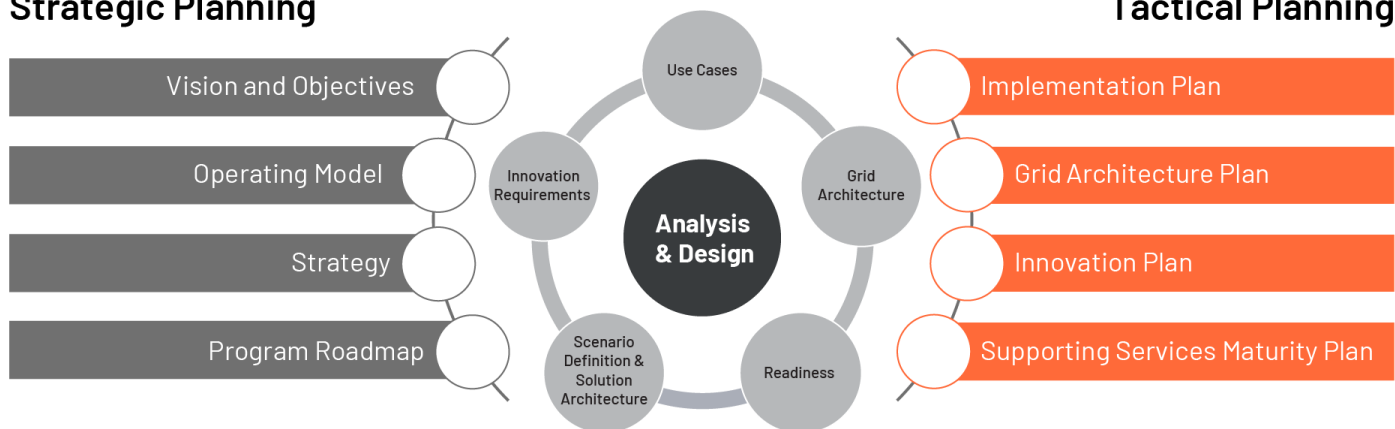 Strategic Planning
Tactical Planning
Vision and Objectives
Operating Model
Strategy
Program Roadmap
Use Cases
Innovation
Requirements
Grid
Architecture
Analysis
& Design
Scenario
Definition &
Solution
Architecture
Readiness
Implementation Plan
Grid Architecture Plan
Innovation Plan
Supporting Services Maturity Plan